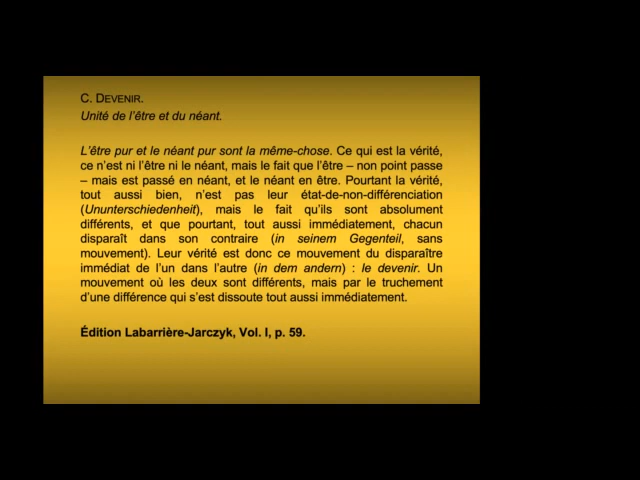 C. DEVENIR.
Unité de l'être et du néant.
L'être pur et le néant pur sont la même-chose. Ce qui est la vérité,
ce n'est ni l'être ni le néant, mais le fait que l'être – non point passe
– mais est passé en néant, et le néant en être. Pourtant la vérité,
tout aussi bien, n'est pas leur état-de-non-différenciation
(Ununterschiedenheit), mais le fait qu'ils sont absolument
différents, et que pourtant, tout aussi immédiatement, chacun
disparaît dans son contraire (in seinem Gegenteil, sans
mouvement). Leur vérité est donc ce mouvement du disparaître
immédiat de l'un dans l'autre (in dem andern) : le devenir. Un
mouvement où les deux sont différents, mais par le truchement
d'une différence qui s'est dissoute tout aussi immédiatement.
Édition Labarrière-Jarczyk, Vol. I, p. 59.